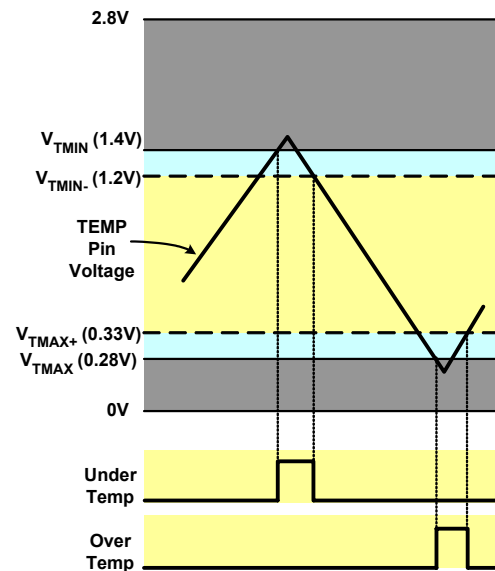 2.8V
VTMIN (1.4V)
VTMIN- (1.2V)
TEMP
Pin
Voltage
VTMAX+ (0.33V)
VTMAX (0.28V)
0V
Under
Temp
Over
Temp